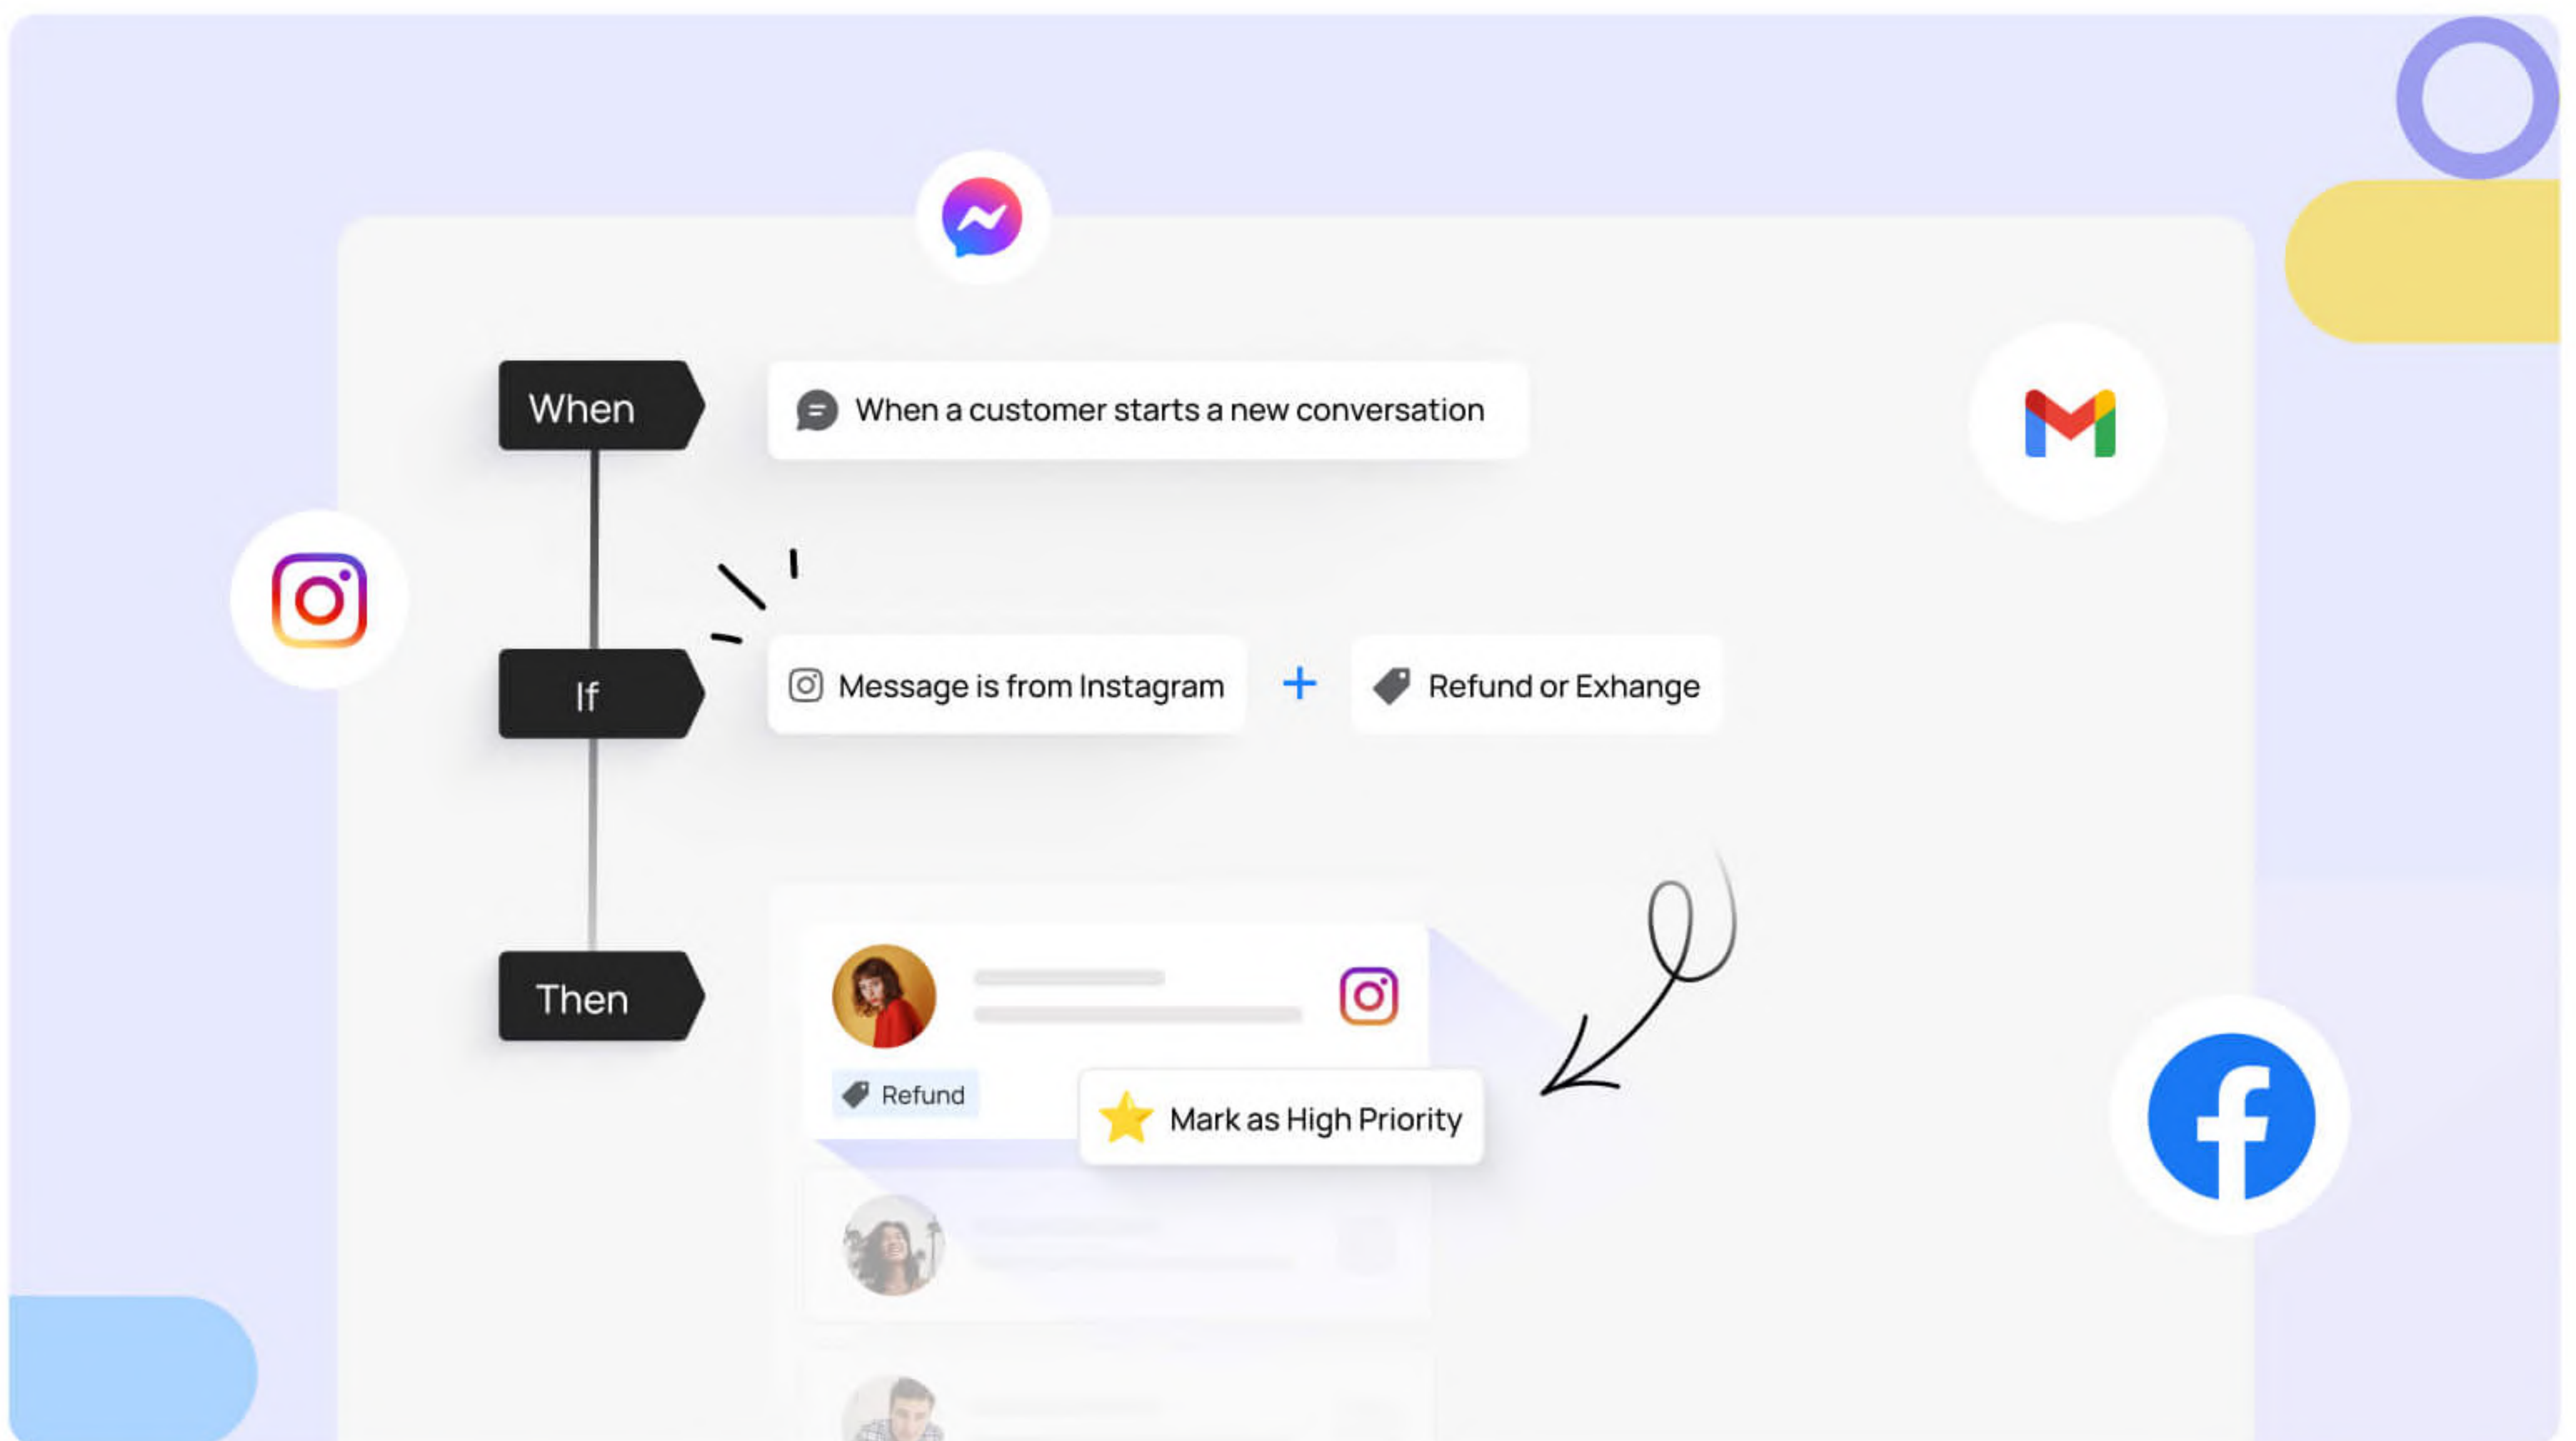 When
When a customer starts a new conversation
If
Message is from Instagram
+
Refund or Exhange
Then
Refund
Mark as High Priority